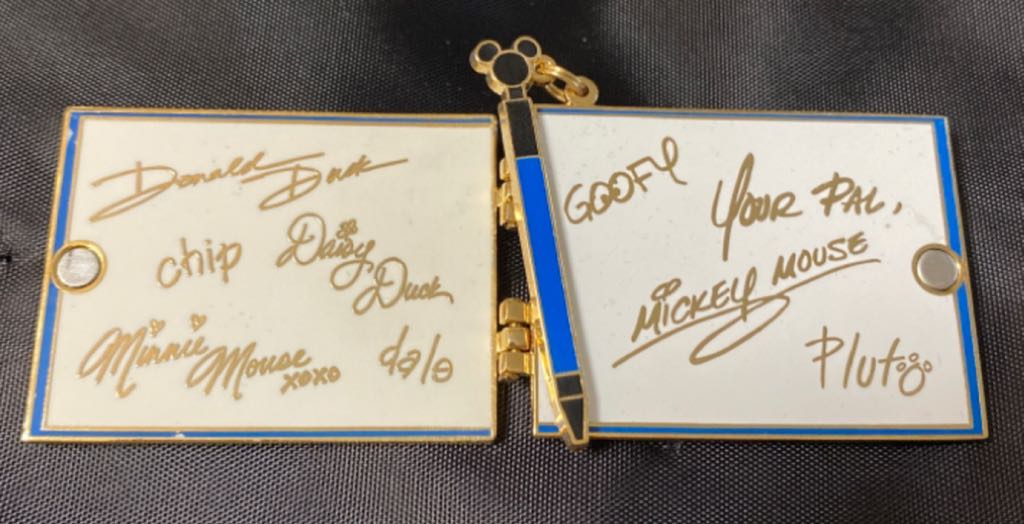 Donald Duck
chip
Daisy
Duck
Minnie
Mouse
xoxo
dale
GOOFY
YOUR PAL,
MICKEY MOUSE
Pluto